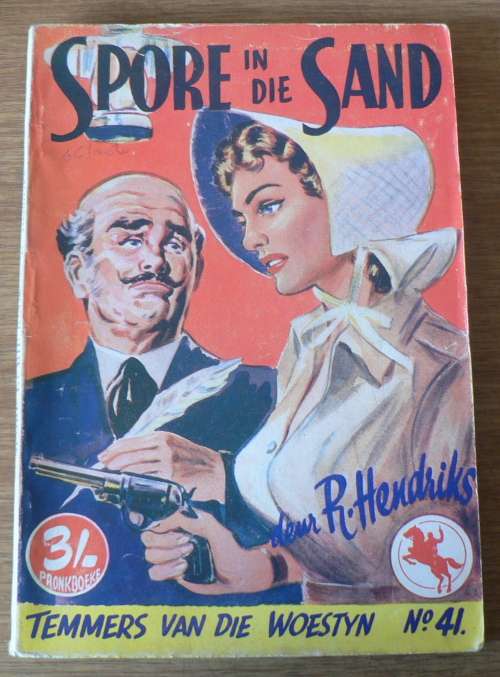 SPORE IN DIE SAND
deur R. Hendriks
3/-
PRONKBOEKE
TEMMERS VAN DIE WOESTYN No 41.